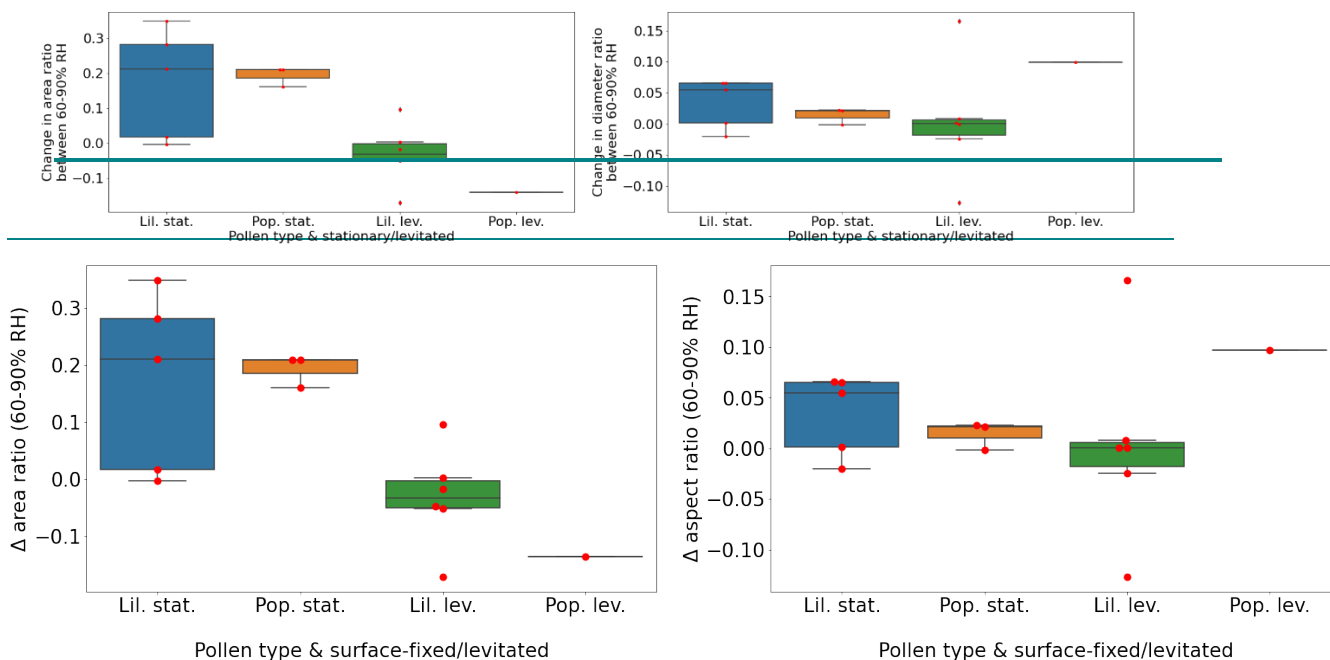 Change in area ratio
between 60-90% RH
0.3
0.2
0.1
0.0
−0.1
Lil. stat. Pop. stat. Lil. lev. Pop. lev.
Pollen type & stationary/levitated
Change in diameter ratio
between 60-90% RH
0.15
0.10
0.05
0.00
−0.05
−0.10
Lil. stat. Pop. stat. Lil. lev. Pop. lev.
Pollen type & stationary/levitated
Δ area ratio (60-90% RH)
0.3
0.2
0.1
0.0
−0.1
Lil. stat. Pop. stat. Lil. lev. Pop. lev.
Pollen type & surface-fixed/levitated
Δ aspect ratio (60-90% RH)
0.15
0.10
0.05
0.00
−0.05
−0.10
Lil. stat. Pop. stat. Lil. lev. Pop. lev.
Pollen type & surface-fixed/levitated